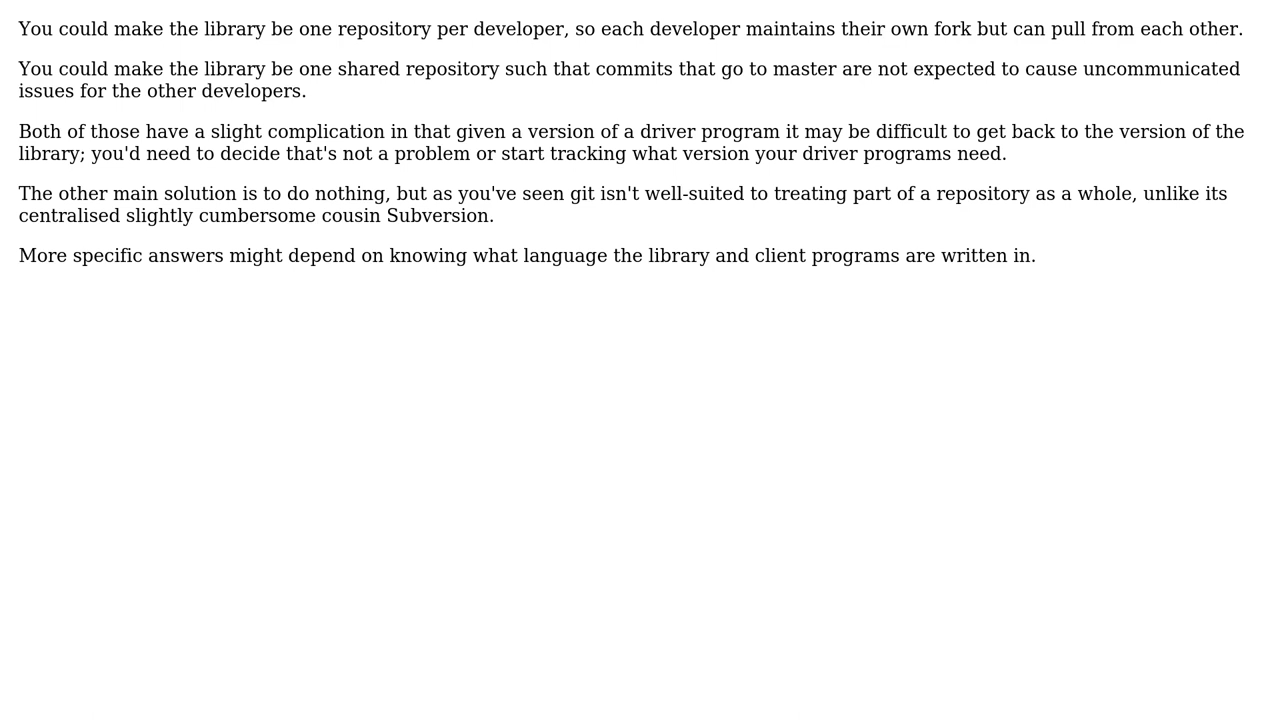 You could make the library be one repository per developer, so each developer maintains their own fork but can pull from each other.
You could make the library be one shared repository such that commits that go to master are not expected to cause uncommunicated
issues for the other developers.
Both of those have a slight complication in that given a version of a driver program it may be difficult to get back to the version of the
library; you'd need to decide that's not a problem or start tracking what version your driver programs need.
The other main solution is to do nothing, but as you've seen git isn't well-suited to treating part of a repository as a whole, unlike its
centralised slightly cumbersome cousin Subversion.
More specific answers might depend on knowing what language the library and client programs are written in.